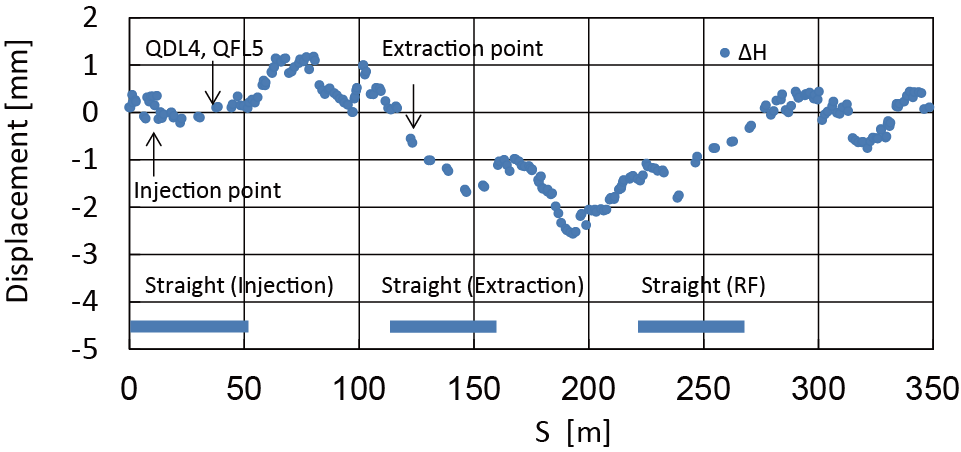 2
QDL4, QFL5
Extraction point
ΔH
1
0
-1
Injection point
-2
-3
Straight (Injection)
Straight (Extraction)
Straight (RF)
-4
-5
Displacement [mm]
0
50
100
150
200
250
300
350
S [m]